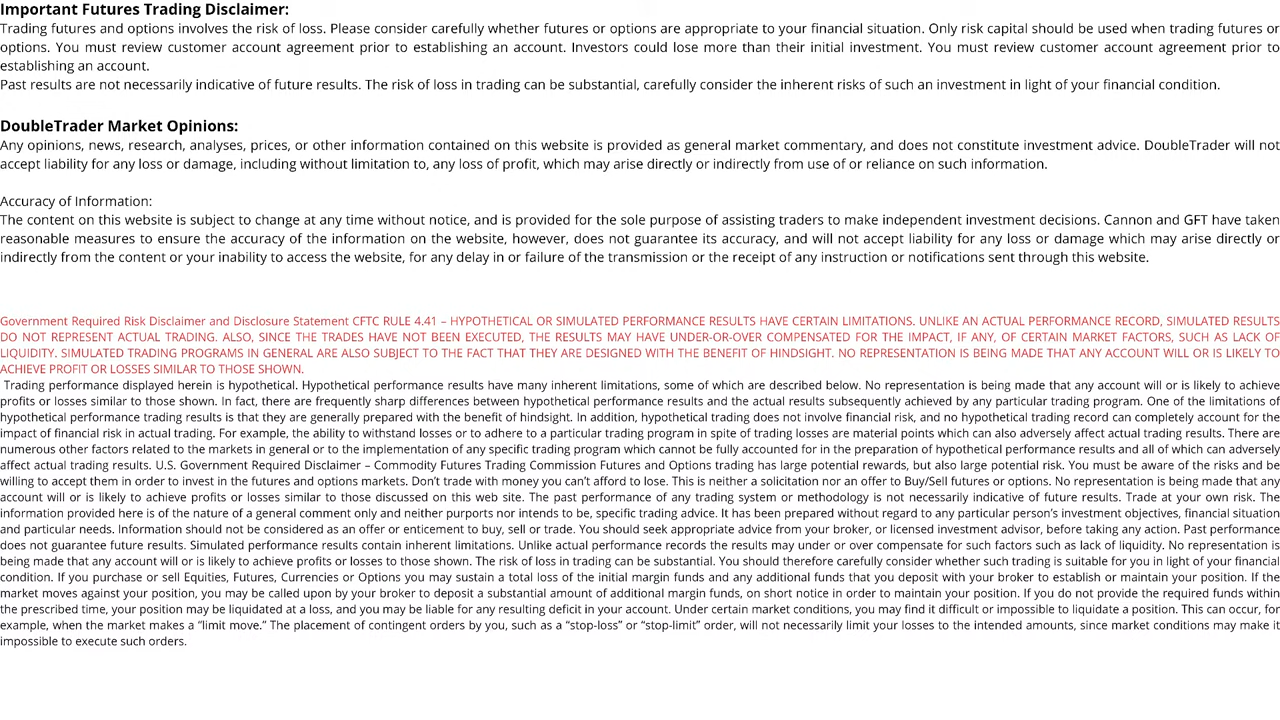 Important Futures Trading Disclaimer:
Trading futures and options involves the risk of loss. Please consider carefully whether futures or options are appropriate to your financial situation. Only risk capital should be used when trading futures or
options. You must review customer account agreement prior to establishing an account. Investors could lose more than their initial investment. You must review customer account agreement prior to
establishing an account.
Past results are not necessarily indicative of future results. The risk of loss in trading can be substantial, carefully consider the inherent risks of such an investment in light of your financial condition.
DoubleTrader Market Opinions:
Any opinions, news, research, analyses, prices, or other information contained on this website is provided as general market commentary, and does not constitute investment advice. DoubleTrader will not
accept liability for any loss or damage, including without limitation to, any loss of profit, which may arise directly or indirectly from use of or reliance on such information.
Accuracy of Information:
The content on this website is subject to change at any time without notice, and is provided for the sole purpose of assisting traders to make independent investment decisions. Cannon and GFT have taken
reasonable measures to ensure the accuracy of the information on the website, however, does not guarantee its accuracy, and will not accept liability for any loss or damage which may arise directly or
indirectly from the content or your inability to access the website, for any delay in or failure of the transmission or the receipt of any instruction or notifications sent through this website.
Government Required Risk Disclaimer and Disclosure Statement CFTC RULE 4.41 – HYPOTHETICAL OR SIMULATED PERFORMANCE RESULTS HAVE CERTAIN LIMITATIONS. UNLIKE AN ACTUAL PERFORMANCE RECORD, SIMULATED RESULTS
DO NOT REPRESENT ACTUAL TRADING. ALSO, SINCE THE TRADES HAVE NOT BEEN EXECUTED, THE RESULTS MAY HAVE UNDER-OR-OVER COMPENSATED FOR THE IMPACT, IF ANY, OF CERTAIN MARKET FACTORS, SUCH AS LACK OF
LIQUIDITY. SIMULATED TRADING PROGRAMS IN GENERAL ARE ALSO SUBJECT TO THE FACT THAT THEY ARE DESIGNED WITH THE BENEFIT OF HINDSIGHT. NO REPRESENTATION IS BEING MADE THAT ANY ACCOUNT WILL OR IS LIKELY TO
ACHIEVE PROFIT OR LOSSES SIMILAR TO THOSE SHOWN.
Trading performance displayed herein is hypothetical. Hypothetical performance results have many inherent limitations, some of which are described below. No representation is being made that any account will or is likely to achieve
profits or losses similar to those shown. In fact, there are frequently sharp differences between hypothetical performance results and the actual results subsequently achieved by any particular trading program. One of the limitations of
hypothetical performance trading results is that they are generally prepared with the benefit of hindsight. In addition, hypothetical trading does not involve financial risk, and no hypothetical trading record can completely account for the
impact of financial risk in actual trading. For example, the ability to withstand losses or to adhere to a particular trading program in spite of trading losses are material points which can also adversely affect actual trading results. There are
numerous other factors related to the markets in general or to the implementation of any specific trading program which cannot be fully accounted for in the preparation of hypothetical performance results and all of which can adversely
affect actual trading results. U.S. Government Required Disclaimer – Commodity Futures Trading Commission Futures and Options trading has large potential rewards, but also large potential risk. You must be aware of the risks and be
willing to accept them in order to invest in the futures and options markets. Don’t trade with money you can’t afford to lose. This is neither a solicitation nor an offer to Buy/Sell futures or options. No representation is being made that any
account will or is likely to achieve profits or losses similar to those discussed on this web site. The past performance of any trading system or methodology is not necessarily indicative of future results. Trade at your own risk. The
information provided here is of the nature of a general comment only and neither purports nor intends to be, specific trading advice. It has been prepared without regard to any particular person’s investment objectives, financial situation
and particular needs. Information should not be considered as an offer or enticement to buy, sell or trade. You should seek appropriate advice from your broker, or licensed investment advisor, before taking any action. Past performance
does not guarantee future results. Simulated performance results contain inherent limitations. Unlike actual performance records the results may under or over compensate for such factors such as lack of liquidity. No representation is
being made that any account will or is likely to achieve profits or losses to those shown. The risk of loss in trading can be substantial. You should therefore carefully consider whether such trading is suitable for you in light of your financial
condition. If you purchase or sell Equities, Futures, Currencies or Options you may sustain a total loss of the initial margin funds and any additional funds that you deposit with your broker to establish or maintain your position. If the
market moves against your position, you may be called upon by your broker to deposit a substantial amount of additional margin funds, on short notice in order to maintain your position. If you do not provide the required funds within
the prescribed time, your position may be liquidated at a loss, and you may be liable for any resulting deficit in your account. Under certain market conditions, you may find it difficult or impossible to liquidate a position. This can occur, for
example, when the market makes a “limit move.” The placement of contingent orders by you, such as a “stop-loss” or “stop-limit” order, will not necessarily limit your losses to the intended amounts, since market conditions may make it
impossible to execute such orders.